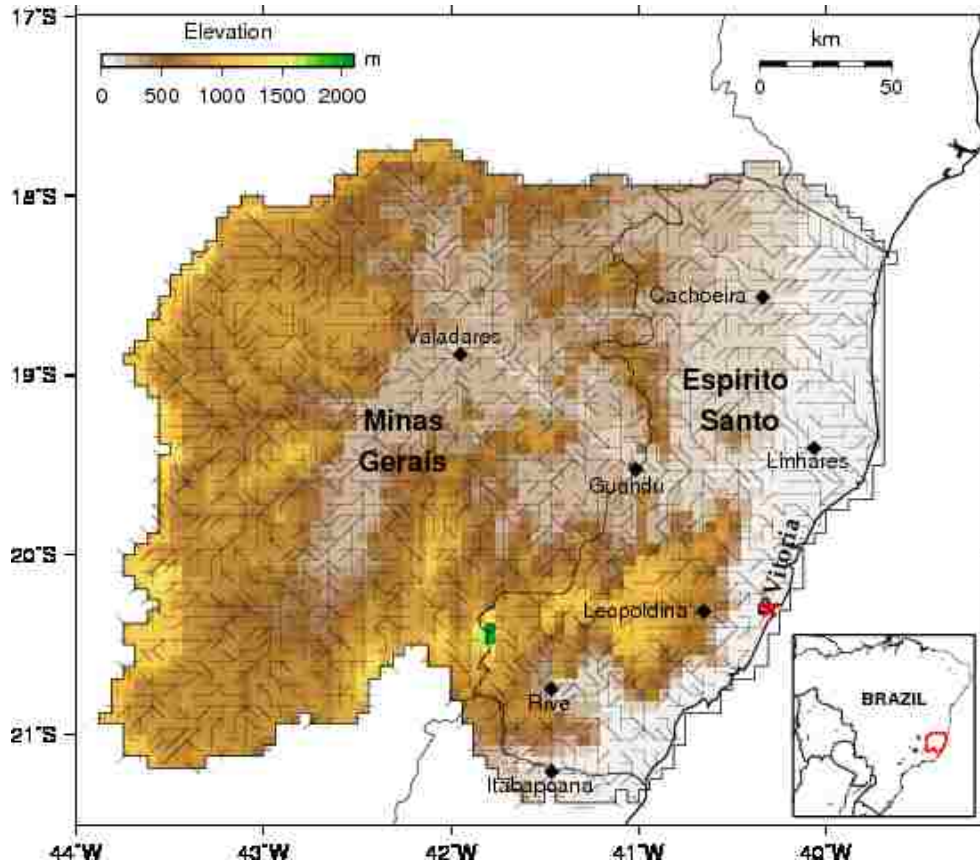 17°S
Elevation
m
0 500 1000 1500 2000
km
0 50
18°S
Cachoeira
Valadares
19°S
Espirito
Santo
Minas
Gerais
Linhares
Guandu
Vitoria
20°S
Leopoldina
BRAZIL
Rive
21°S
Itabapoana
44°W 43°W 42°W 41°W 40°W